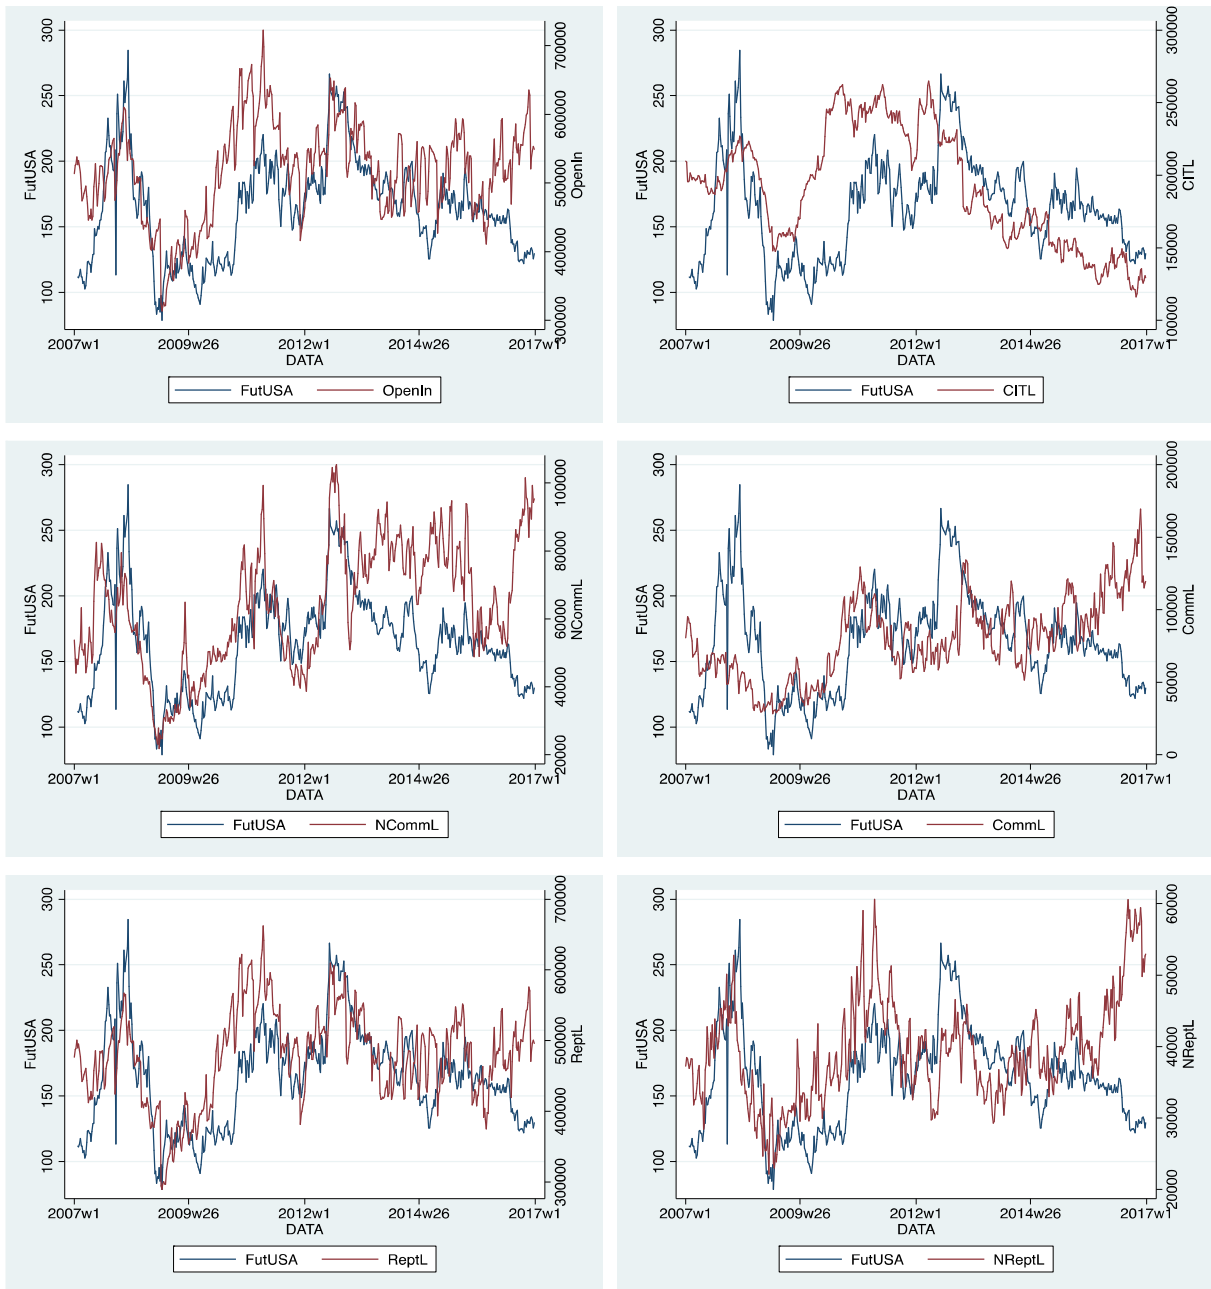 300
250
200
150
100
FutUSA
700000
600000
500000
400000
300000
OpenIn
2007w1 2009w26 2012w1 2014w26 2017w1
DATA
FutUSA OpenIn
300
250
200
150
100
FutUSA
300000
250000
200000
150000
100000
CITL
2007w1 2009w26 2012w1 2014w26 2017w1
DATA
FutUSA CITL
300
250
200
150
100
FutUSA
100000
80000
60000
40000
20000
NCommL
2007w1 2009w26 2012w1 2014w26 2017w1
DATA
FutUSA NCommL
300
250
200
150
100
FutUSA
200000
150000
100000
50000
0
CommL
2007w1 2009w26 2012w1 2014w26 2017w1
DATA
FutUSA CommL
300
250
200
150
100
FutUSA
700000
600000
500000
400000
300000
ReptL
2007w1 2009w26 2012w1 2014w26 2017w1
DATA
FutUSA ReptL
300
250
200
150
100
FutUSA
60000
50000
40000
30000
20000
NReptL
2007w1 2009w26 2012w1 2014w26 2017w1
DATA
FutUSA NReptL